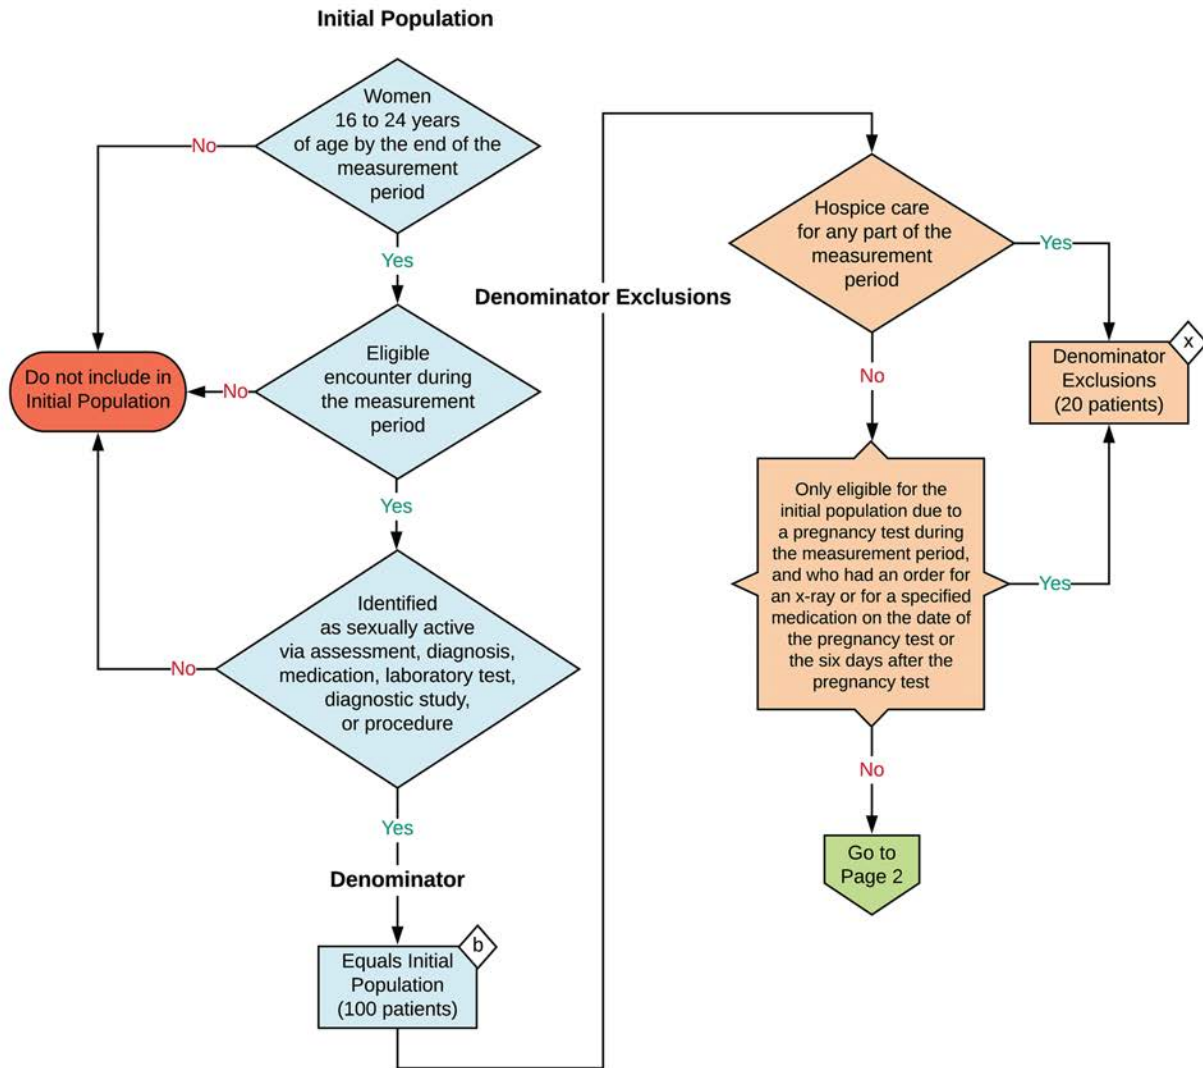 Initial Population
Women
16 to 24 years
of age by the end of the
measurement
period
No
Yes
Eligible
encounter during
the measurement
period
No
Do not include in
Initial Population
Yes
Identified
as sexually active
via assessment, diagnosis,
medication, laboratory test,
diagnostic study,
or procedure
No
Yes
Denominator
b
Equals Initial
Population
(100 patients)
Denominator Exclusions
Hospice care
for any part of the
measurement
period
Yes
No
x
Denominator
Exclusions
(20 patients)
Only eligible for the
initial population due to
a pregnancy test during
the measurement period,
and who had an order for
an x-ray or for a specified
medication on the date of
the pregnancy test or
the six days after the
pregnancy test
Yes
No
Go to
Page 2